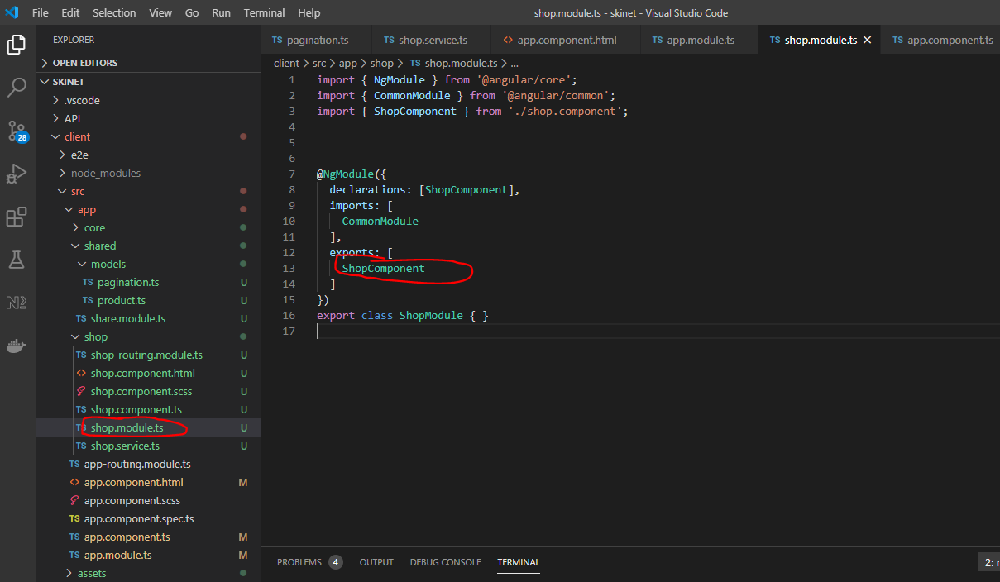 File Edit Selection View Go Run Terminal Help shop.module.ts - skinet - Visual Studio Code
EXPLORER
OPEN EDITORS
SKINET
.vscode
API
client
e2e
node_modules
src
app
core
shared
models
TS pagination.ts U
TS product.ts U
TS share.module.ts U
shop
TS shop-routing.module.ts U
<> shop.component.html U
shop.component.scss U
TS shop.component.ts U
TS shop.module.ts U
TS shop.service.ts U
TS app-routing.module.ts
<> app.component.html M
app.component.scss
TS app.component.spec.ts
TS app.component.ts M
TS app.module.ts M
assets
28
TS pagination.ts TS shop.service.ts <> app.component.html TS app.module.ts TS shop.module.ts TS app.component.ts
client > src > app > shop > TS shop.module.ts > ...
1 import { NgModule } from '@angular/core';
2 import { CommonModule } from '@angular/common';
3 import { ShopComponent } from './shop.component';
4
5
6
7 @NgModule({
8 declarations: [ShopComponent],
9 imports: [
10 CommonModule
11 ],
12 exports: [
13 ShopComponent
14 ]
15 })
16 export class ShopModule { }
17
PROBLEMS 4 OUTPUT DEBUG CONSOLE TERMINAL 2: